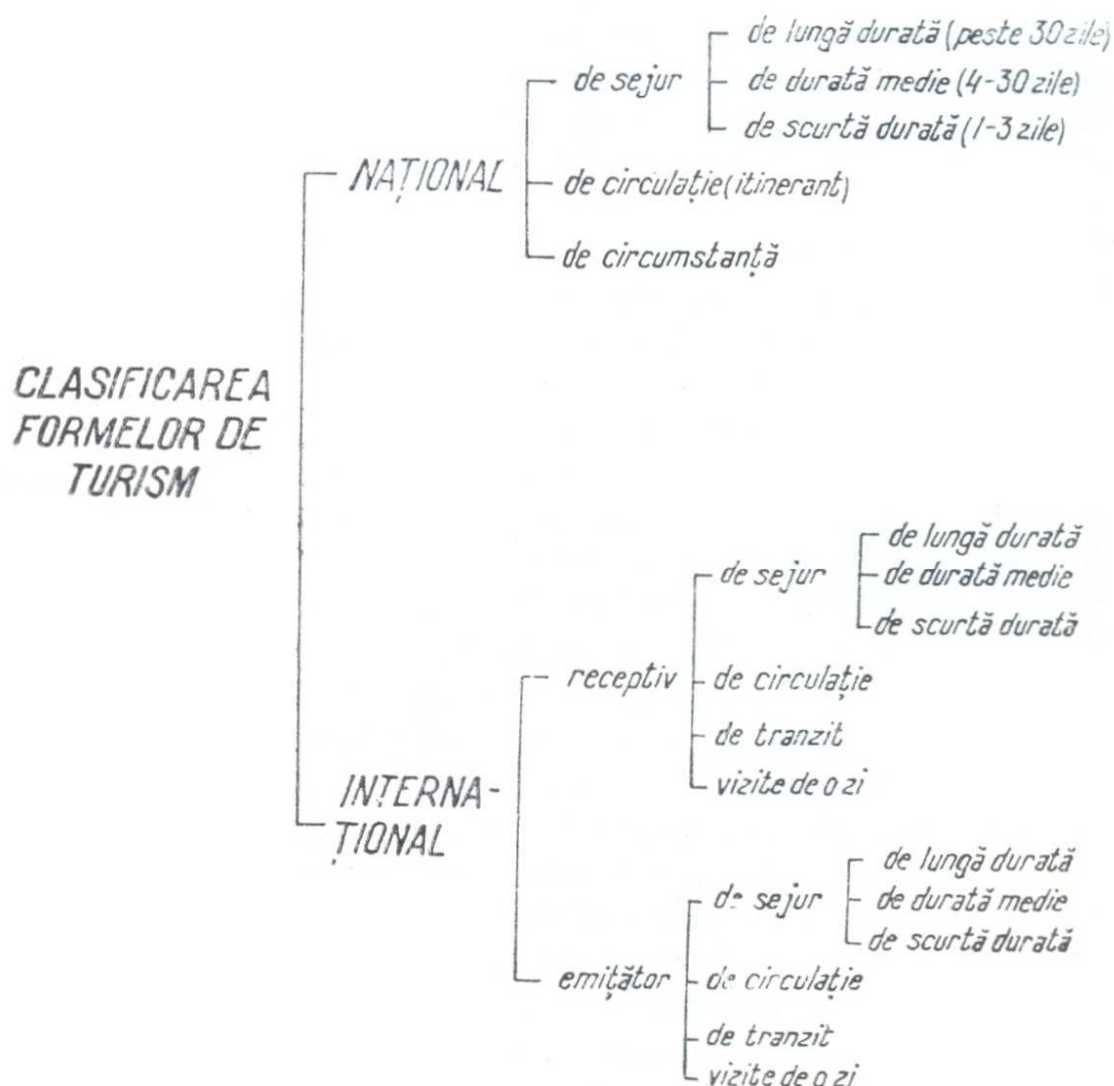 de lungă durată (peste 30 zile)
de sejur
de durată medie (4-30 zile)
de scurtă durată (1-3 zile)
NAȚIONAL
de circulație (itinerant)
de circumstanță
CLASIFICAREA
FORMELOR DE
TURISM
de lungă durată
de sejur
de durată medie
de scurtă durată
receptiv
de circulație
de tranzit
vizite de o zi
INTERNA-
ȚIONAL
de lungă durată
de sejur
de durată medie
de scurtă durată
emițător
de circulație
de tranzit
vizite de o zi